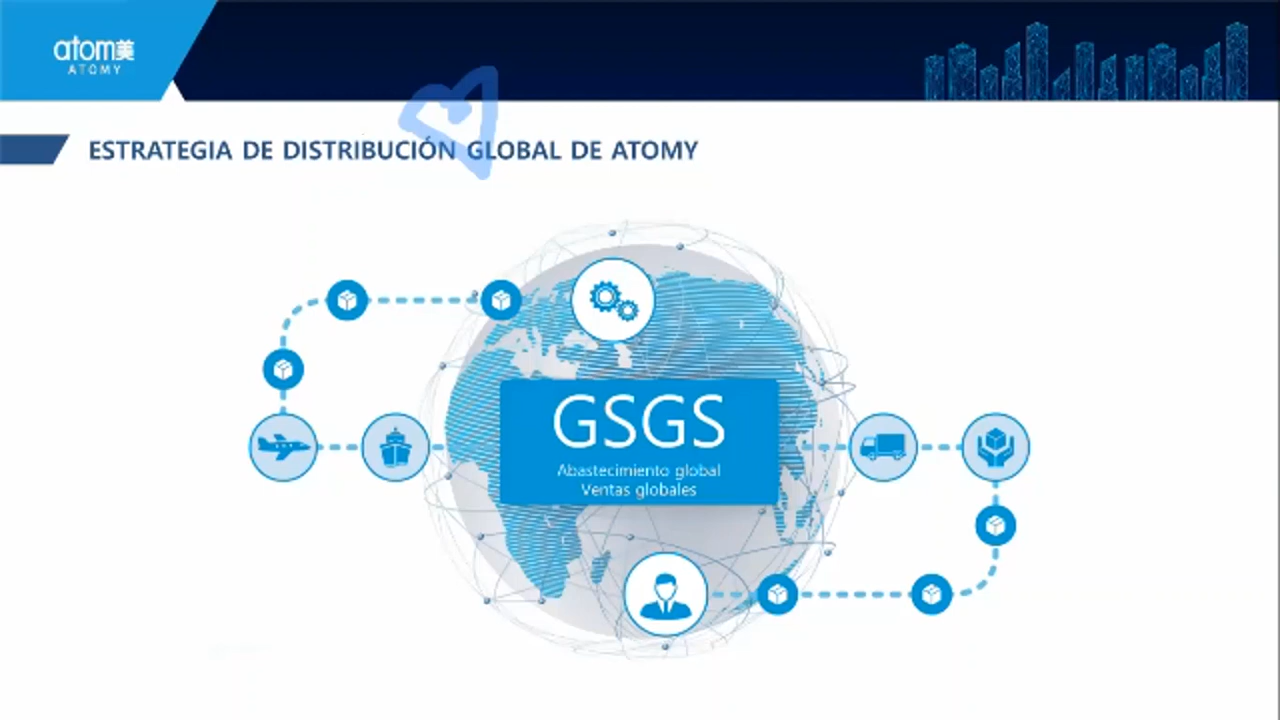 atom美
ATOMY
ESTRATEGIA DE DISTRIBUCIÓN GLOBAL DE ATOMY
GSGS
Abastecimiento global
Ventas globales